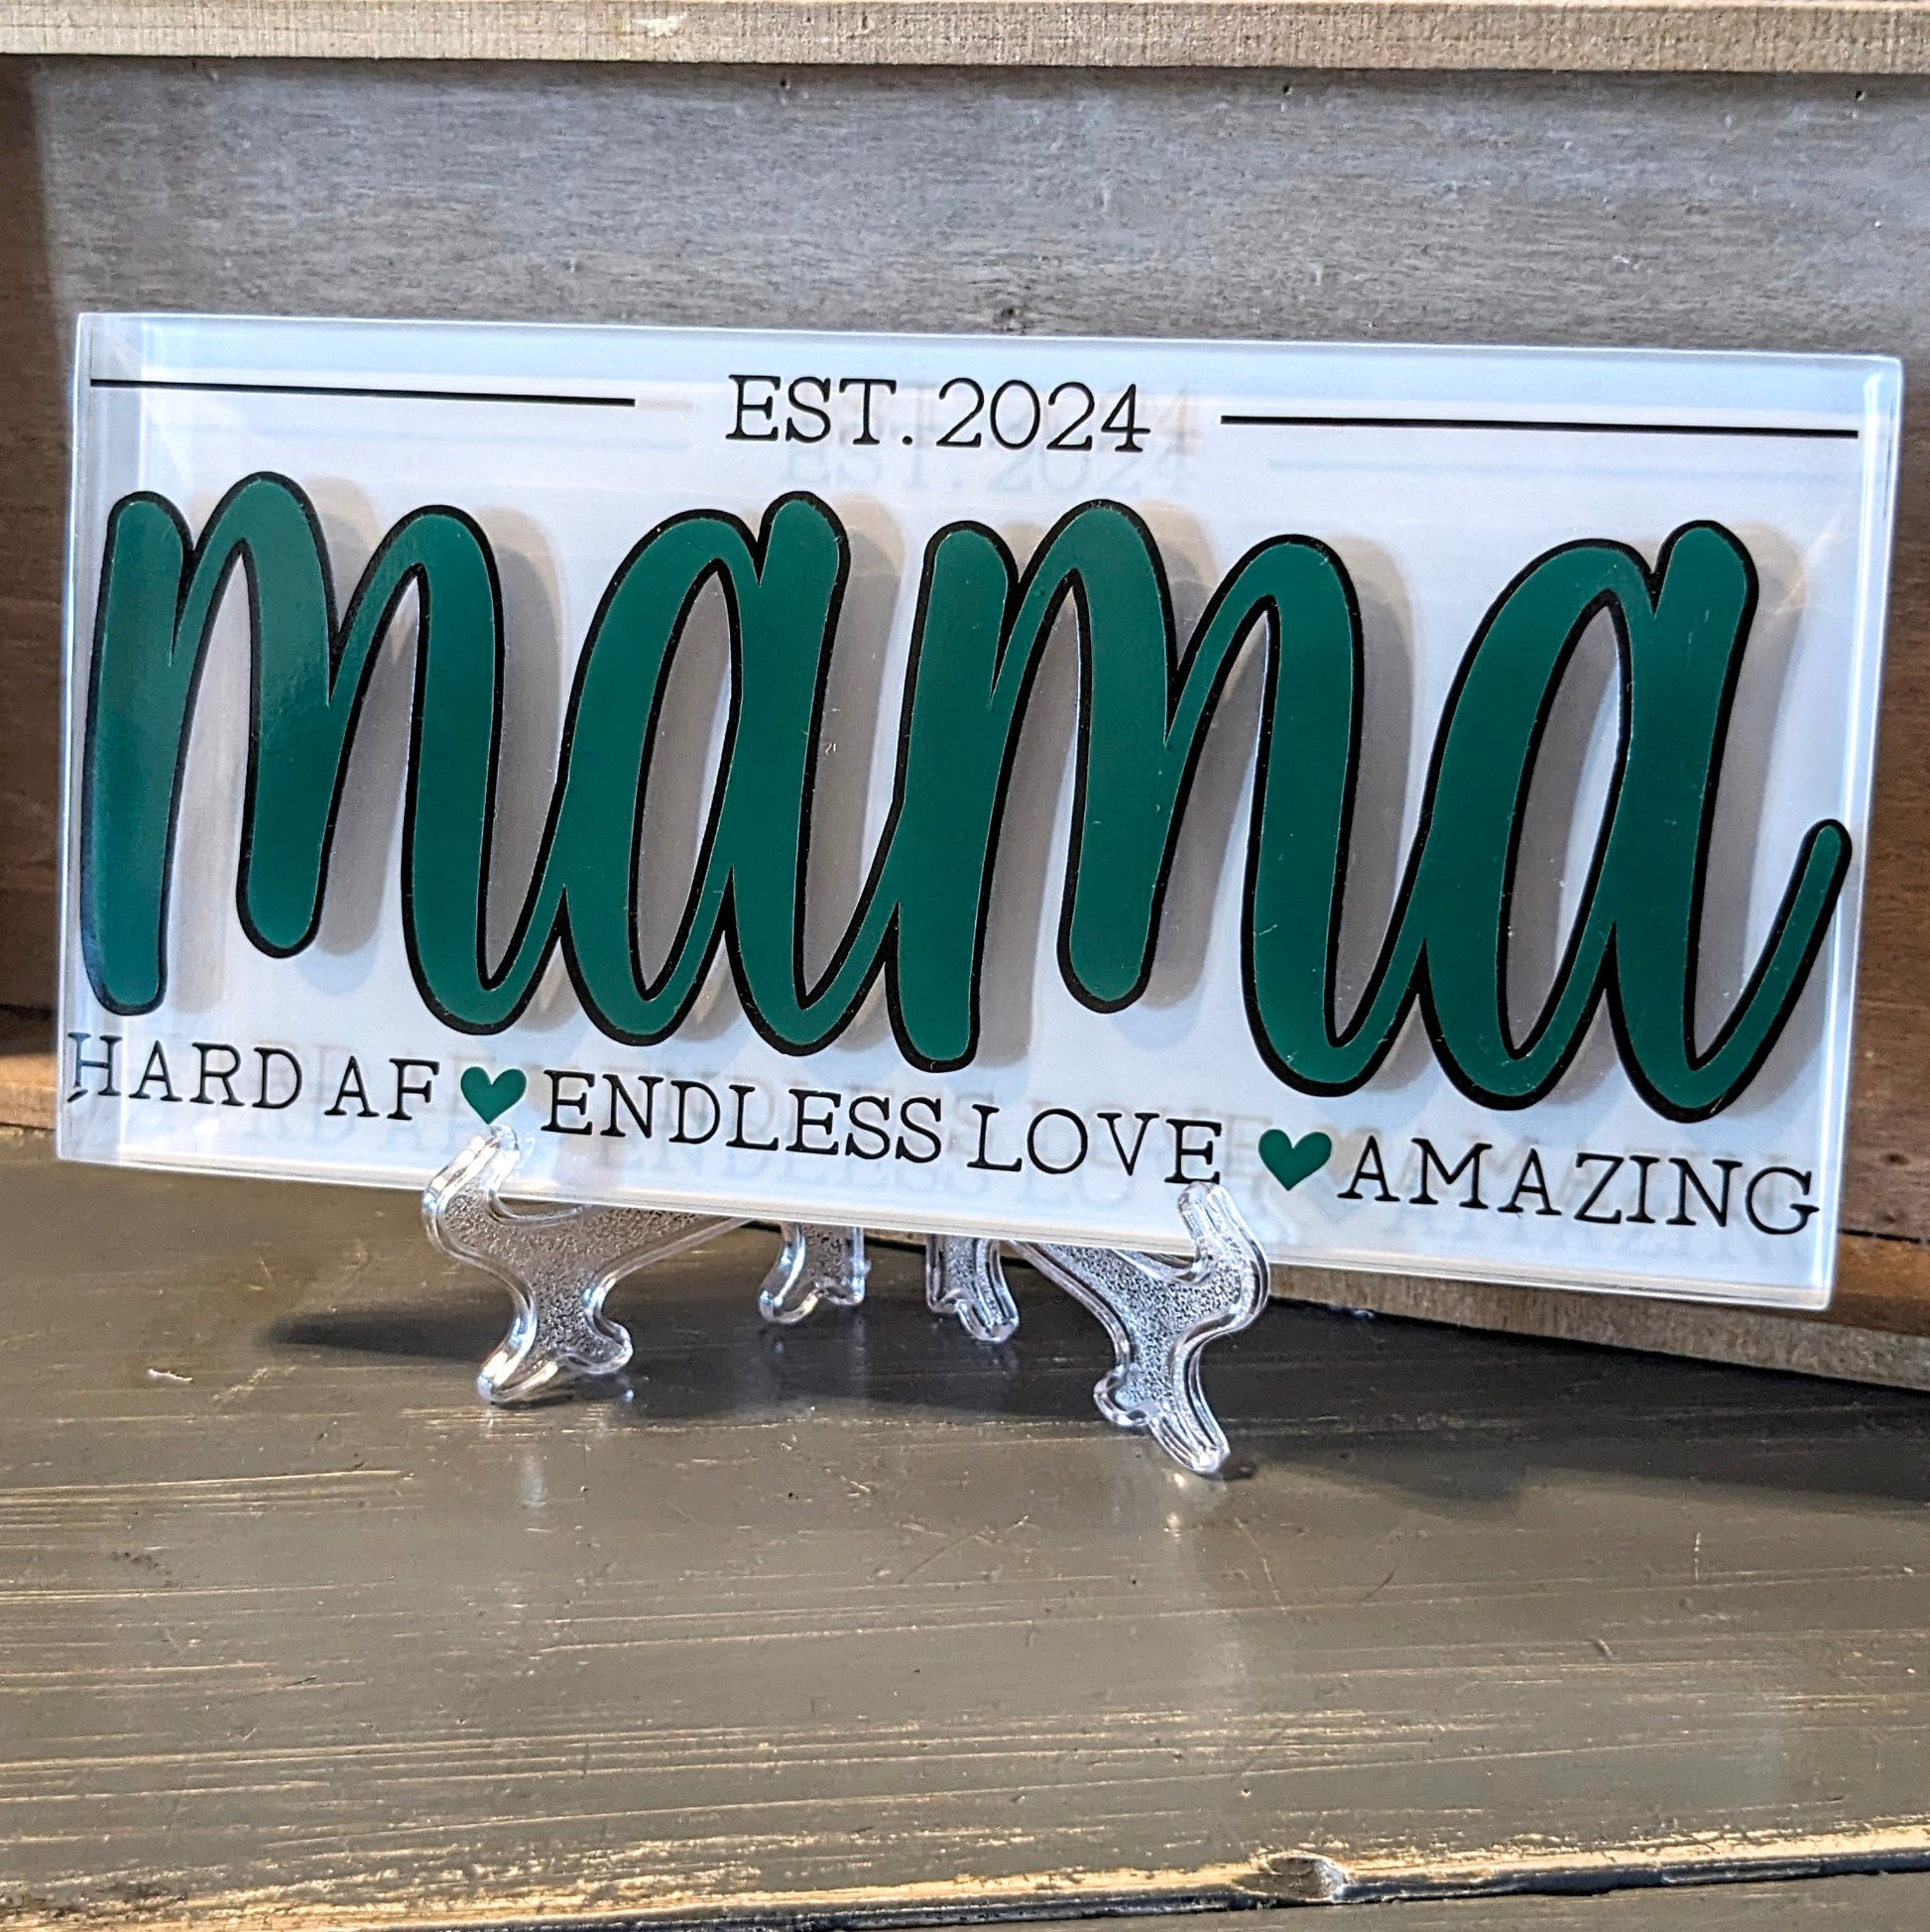 EST. 2024
mama
HARD AF ♥ ENDLESS LOVE ♥ AMAZING